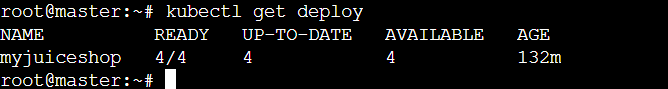 root@master:~# kubectl get deploy
NAME          READY   UP-TO-DATE   AVAILABLE   AGE
myjuiceshop   4/4     4            4           132m
root@master:~#